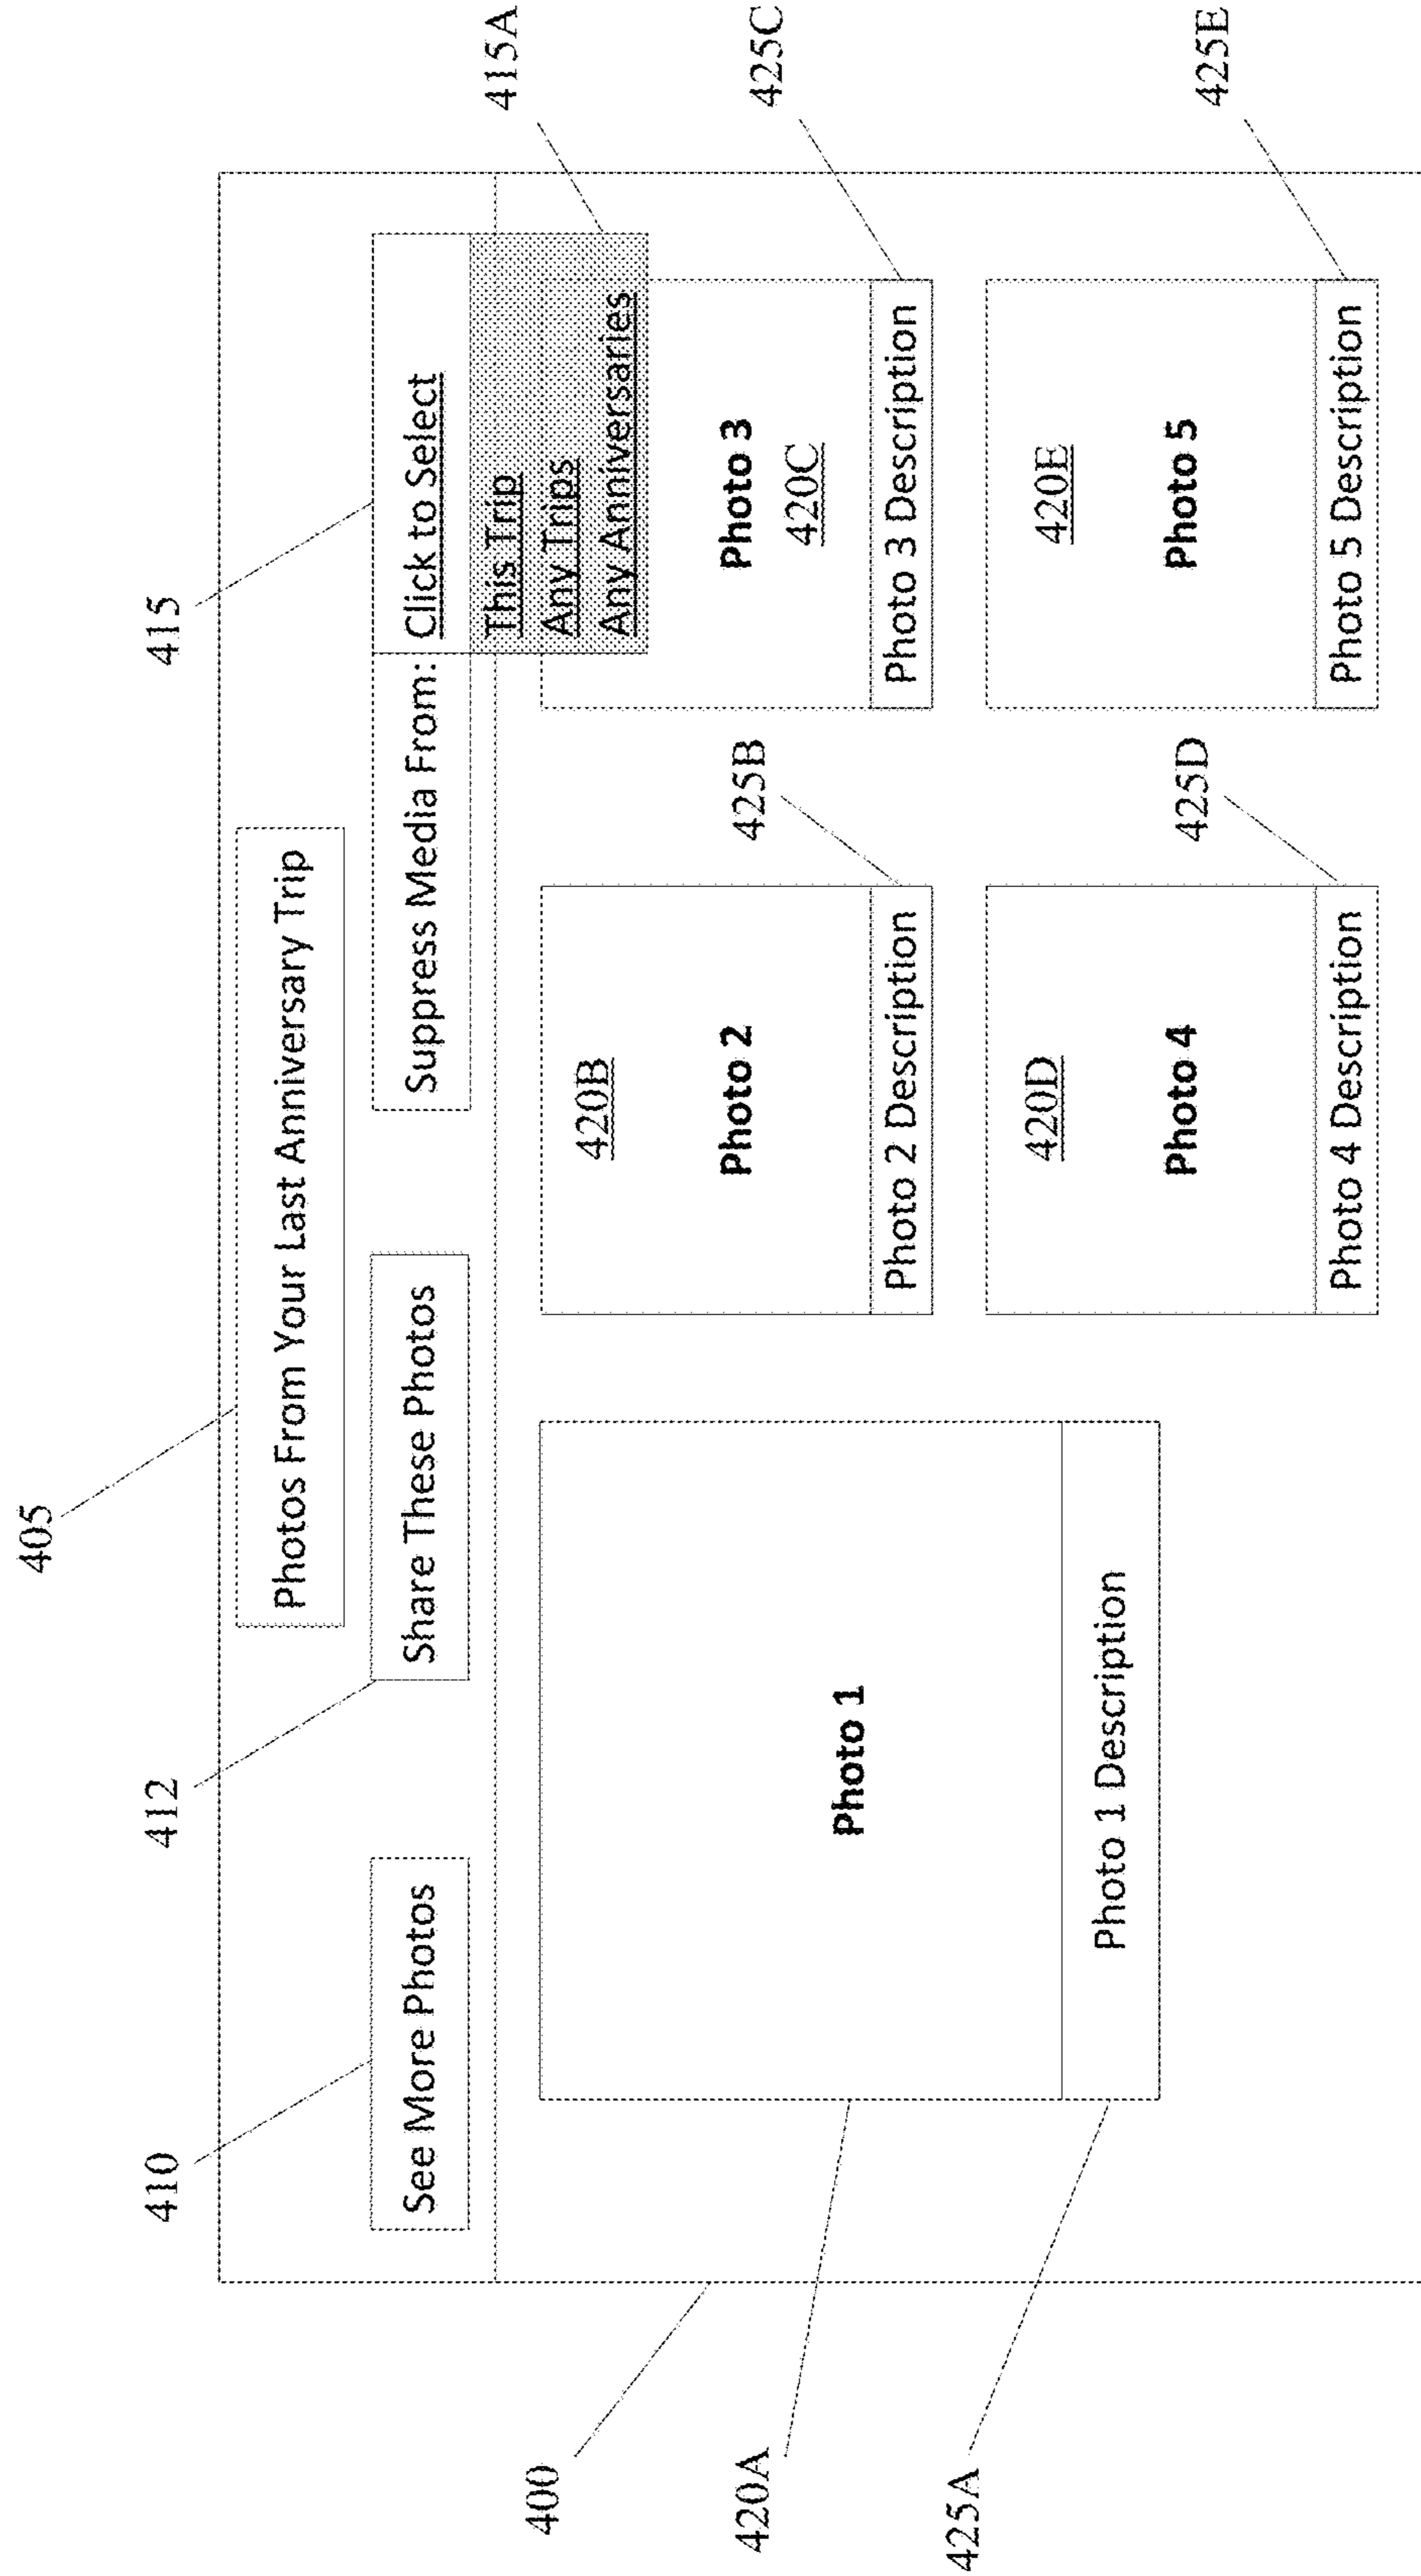 405
Photos From Your Last Anniversary Trip
410
412
415
See More Photos
Share These Photos
Suppress Media From:
Click to Select
415A
This Trip
Any Trips
Any Anniversaries
400
420A
Photo 1
425A
Photo 1 Description
420B
Photo 2
425B
Photo 2 Description
Photo 3
420C
425C
Photo 3 Description
420D
Photo 4
425D
Photo 4 Description
420E
Photo 5
425E
Photo 5 Description